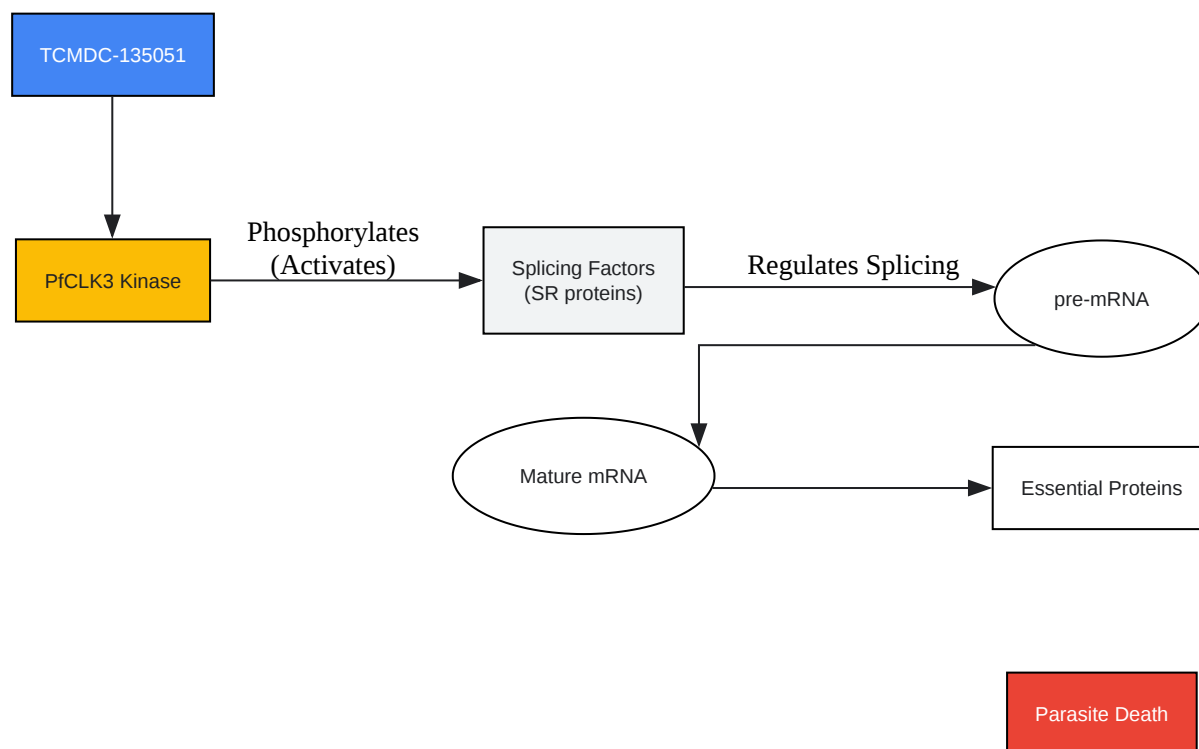 TCMDC-135051
PfCLK3 Kinase
Phosphorylates
(Activates)
Splicing Factors
(SR proteins)
Regulates Splicing
pre-mRNA
Mature mRNA
Essential Proteins
Parasite Death